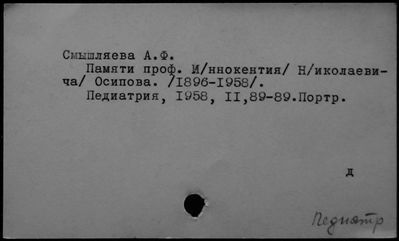 Смышляева А.Ф.
Памяти проф. И/ннокентия/ Н/иколаеви-
ча/ Осипова. /1896-1958/.
Педиатрия, 1958, II,89-89.Портр.
д
Педиатр